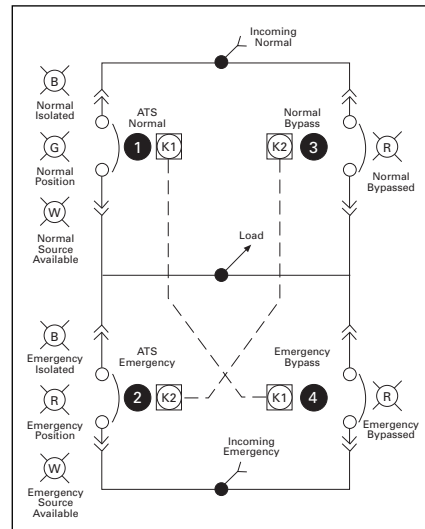 Incoming
Normal
B
Normal
Isolated
ATS
Normal
Normal
Bypass
G
1
K1
K2
3
R
Normal
Position
Normal
Bypassed
W
Normal
Source
Available
Load
B
Emergency
Isolated
ATS
Emergency
Emergency
Bypass
R
2
K2
K1
4
R
Emergency
Position
Emergency
Bypassed
W
Incoming
Emergency
Emergency
Source
Available